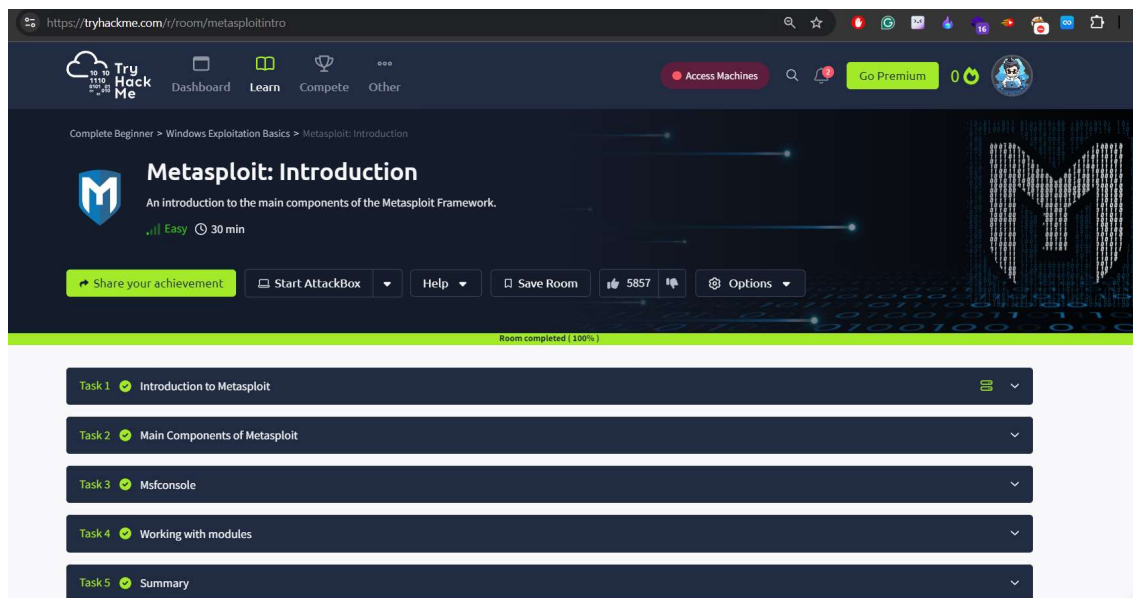 https://tryhackme.com/r/room/metasploitintro
16
Try Hack Me
Dashboard
Learn
Compete
Other
Access Machines
2
Go Premium
0
Complete Beginner > Windows Exploitation Basics > Metasploit: Introduction
Metasploit: Introduction
An introduction to the main components of the Metasploit Framework.
Easy 30 min
Share your achievement
Start AttackBox
Help
Save Room
5857
Options
Room completed ( 100% )
Task 1 Introduction to Metasploit
Task 2 Main Components of Metasploit
Task 3 Msfconsole
Task 4 Working with modules
Task 5 Summary